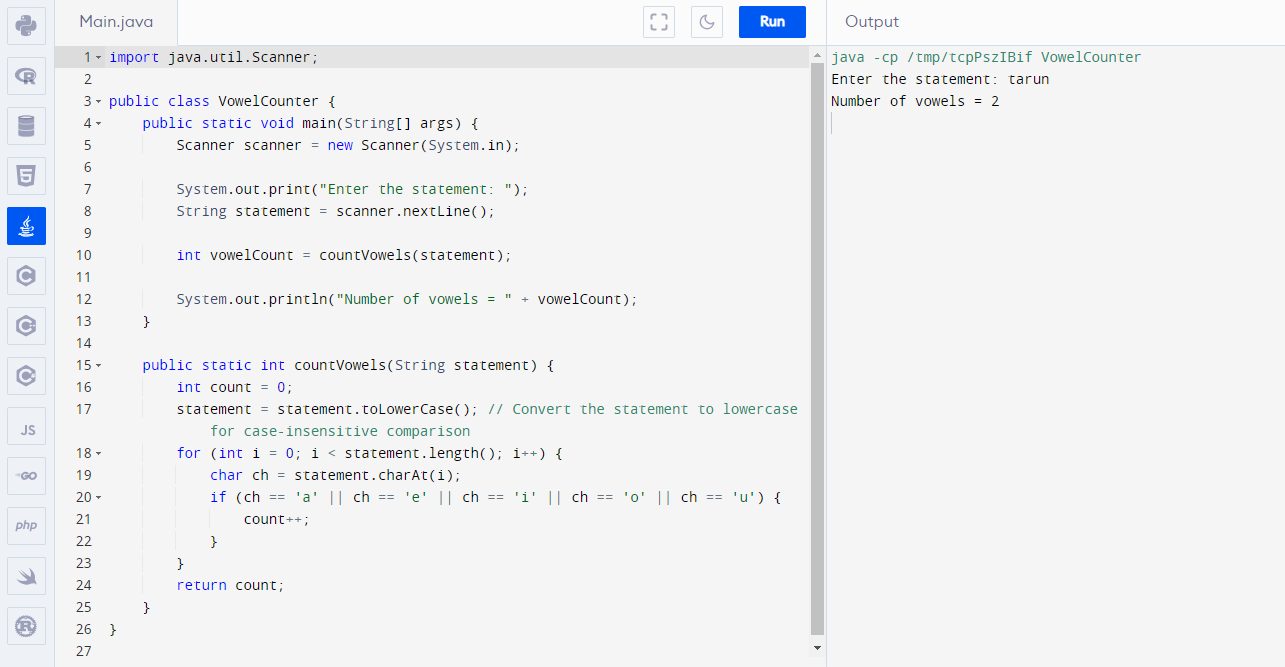 Main.java
Run
Output
1 import java.util.Scanner;
2
3 public class VowelCounter {
4     public static void main(String[] args) {
5         Scanner scanner = new Scanner(System.in);
6
7         System.out.print("Enter the statement: ");
8         String statement = scanner.nextLine();
9
10         int vowelCount = countVowels(statement);
11
12         System.out.println("Number of vowels = " + vowelCount);
13     }
14
15     public static int countVowels(String statement) {
16         int count = 0;
17         statement = statement.toLowerCase(); // Convert the statement to lowercase
            for case-insensitive comparison
18         for (int i = 0; i < statement.length(); i++) {
19             char ch = statement.charAt(i);
20             if (ch == 'a' || ch == 'e' || ch == 'i' || ch == 'o' || ch == 'u') {
21                 count++;
22             }
23         }
24         return count;
25     }
26 }
27
java -cp /tmp/tcpPszIBif VowelCounter
Enter the statement: tarun
Number of vowels = 2
R
5
C
C
C
JS
GO
php
R